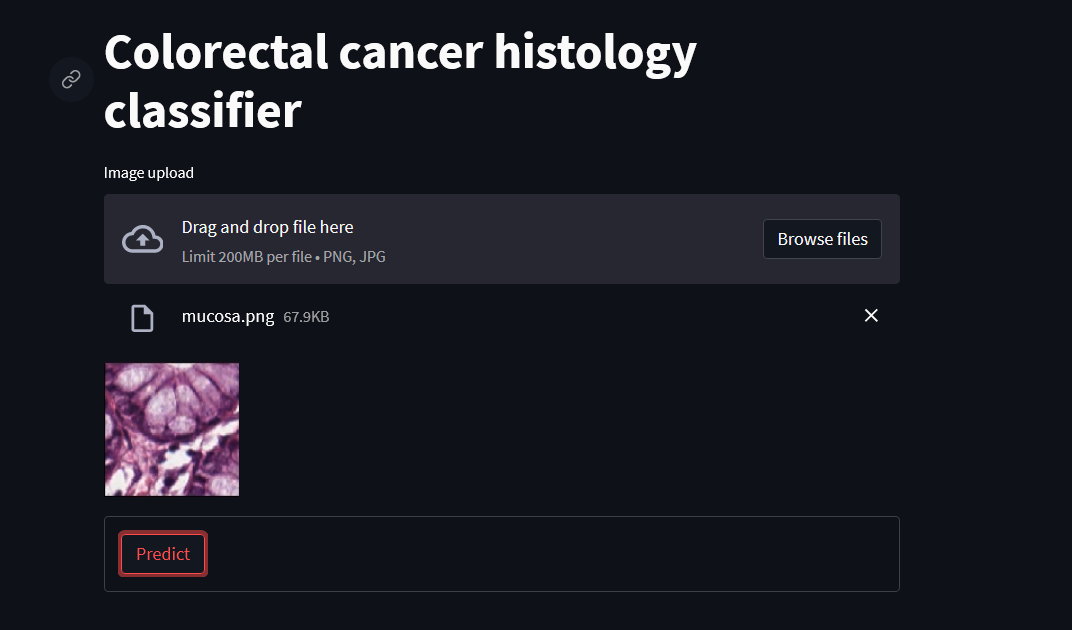 Colorectal cancer histology
classifier
Image upload
Drag and drop file here
Limit 200MB per file • PNG, JPG
Browse files
mucosa.png 67.9KB
Predict